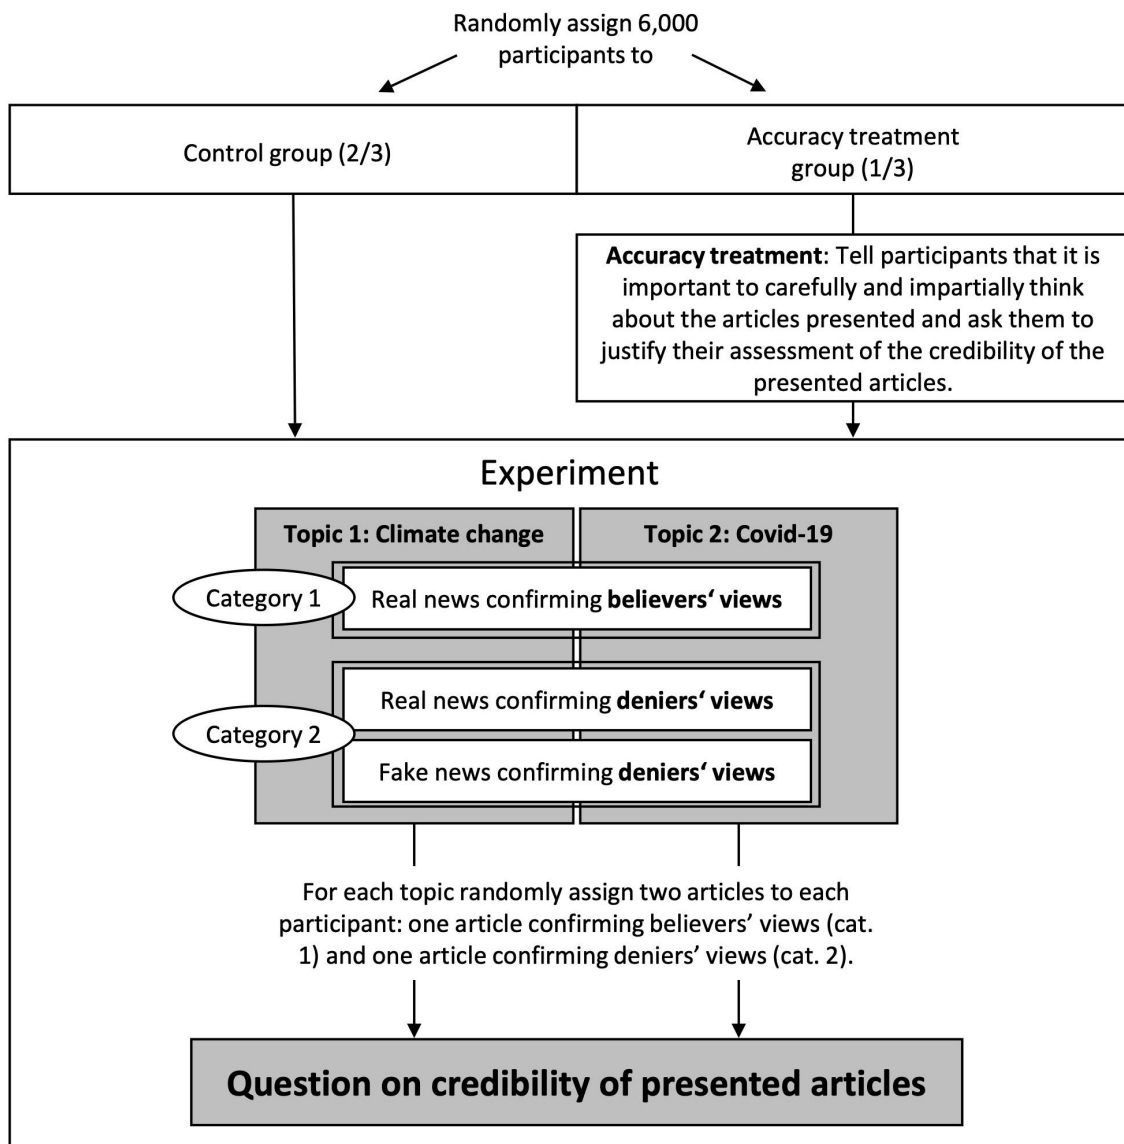 Randomly assign 6,000
participants to
Control group (2/3)
Accuracy treatment
group (1/3)
Accuracy treatment: Tell participants that it is
important to carefully and impartially think
about the articles presented and ask them to
justify their assessment of the credibility of the
presented articles.
Experiment
Topic 1: Climate change
Topic 2: Covid-19
Category 1
Real news confirming believers‘ views
Real news confirming deniers‘ views
Category 2
Fake news confirming deniers‘ views
For each topic randomly assign two articles to each
participant: one article confirming believers’ views (cat.
1) and one article confirming deniers’ views (cat. 2).
Question on credibility of presented articles